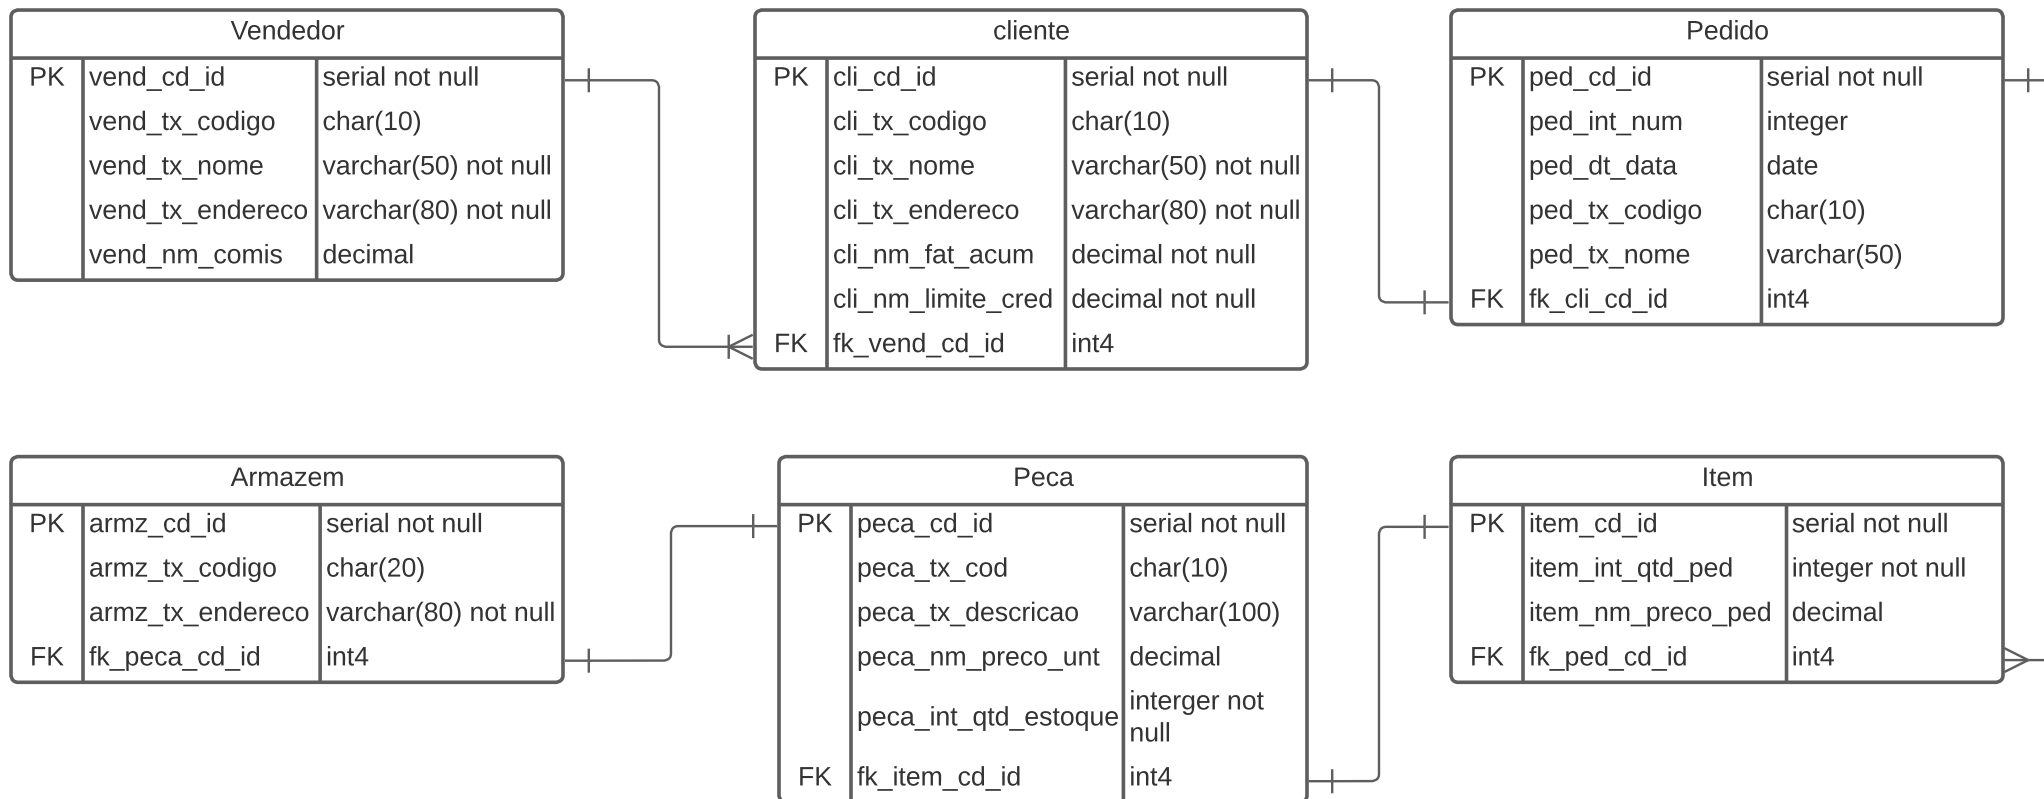 Vendedor
PK vend_cd_id serial not null
vend_tx_codigo char(10)
vend_tx_nome varchar(50) not null
vend_tx_endereco varchar(80) not null
vend_nm_comis decimal
cliente
PK cli_cd_id serial not null
cli_tx_codigo char(10)
cli_tx_nome varchar(50) not null
cli_tx_endereco varchar(80) not null
cli_nm_fat_acum decimal not null
cli_nm_limite_cred decimal not null
FK fk_vend_cd_id int4
Pedido
PK ped_cd_id serial not null
ped_int_num integer
ped_dt_data date
ped_tx_codigo char(10)
ped_tx_nome varchar(50)
FK fk_cli_cd_id int4
Armazem
PK armz_cd_id serial not null
armz_tx_codigo char(20)
armz_tx_endereco varchar(80) not null
FK fk_peca_cd_id int4
Peca
PK peca_cd_id serial not null
peca_tx_cod char(10)
peca_tx_descricao varchar(100)
peca_nm_preco_unt decimal
peca_int_qtd_estoque interger not
null
FK fk_item_cd_id int4
Item
PK item_cd_id serial not null
item_int_qtd_ped integer not null
item_nm_preco_ped decimal
FK fk_ped_cd_id int4